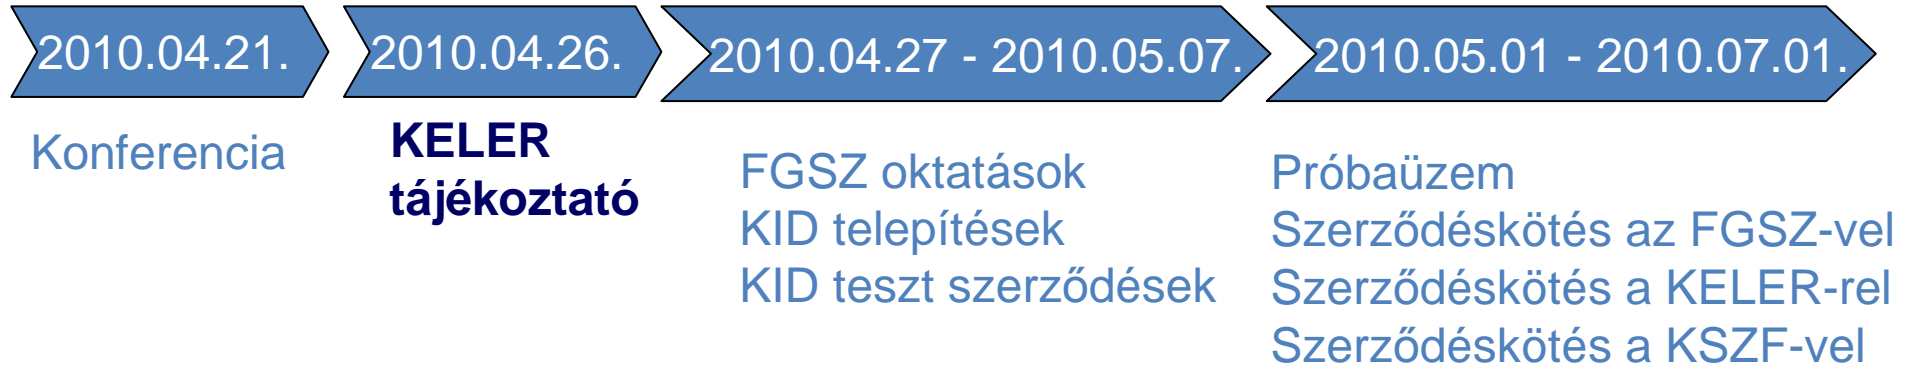 2010.04.21.
2010.04.26.
2010.04.27 - 2010.05.07.
2010.05.01 - 2010.07.01.
Konferencia
KELER
tájékoztató
FGSZ oktatások
KID telepítések
KID teszt szerződések
Próbaüzem
Szerződéskötés az FGSZ-vel
Szerződéskötés a KELER-rel
Szerződéskötés a KSZF-vel